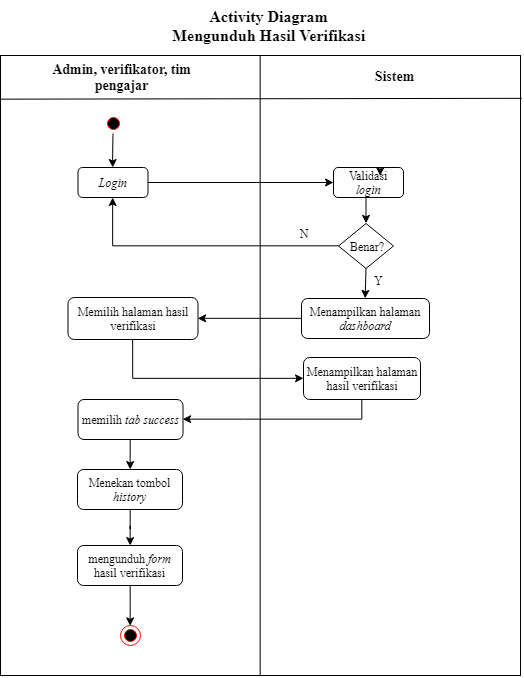 Activity Diagram
Mengunduh Hasil Verifikasi
Admin, verifikator, tim
pengajar
Sistem
Login
Validasi
login
N
Benar?
Y
Memilih halaman hasil
verifikasi
Menampilkan halaman
dashboard
Menampilkan halaman
hasil verifikasi
memilih tab success
Menekan tombol
history
mengunduh form
hasil verifikasi